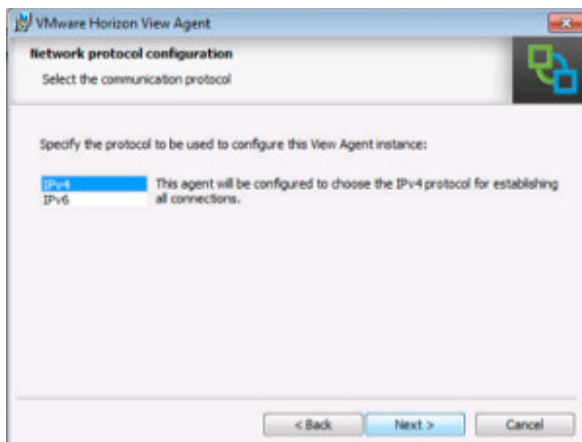 VMware Horizon View Agent
Network protocol configuration
Select the communication protocol
Specify the protocol to be used to configure this View Agent instance:
IPv4
IPv6
This agent will be configured to choose the IPv4 protocol for establishing
all connections.
< Back
Next >
Cancel